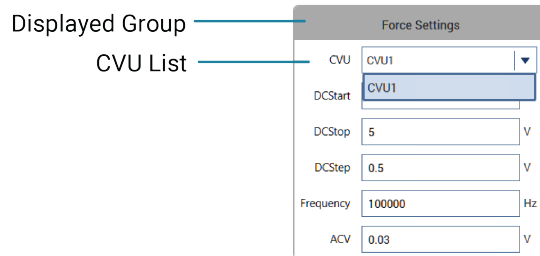 Displayed Group
Force Settings
CVU List
CVU CVU1
CVU1
DCStart
DCStop 5 V
DCStep 0.5 V
Frequency 100000 Hz
ACV 0.03 V